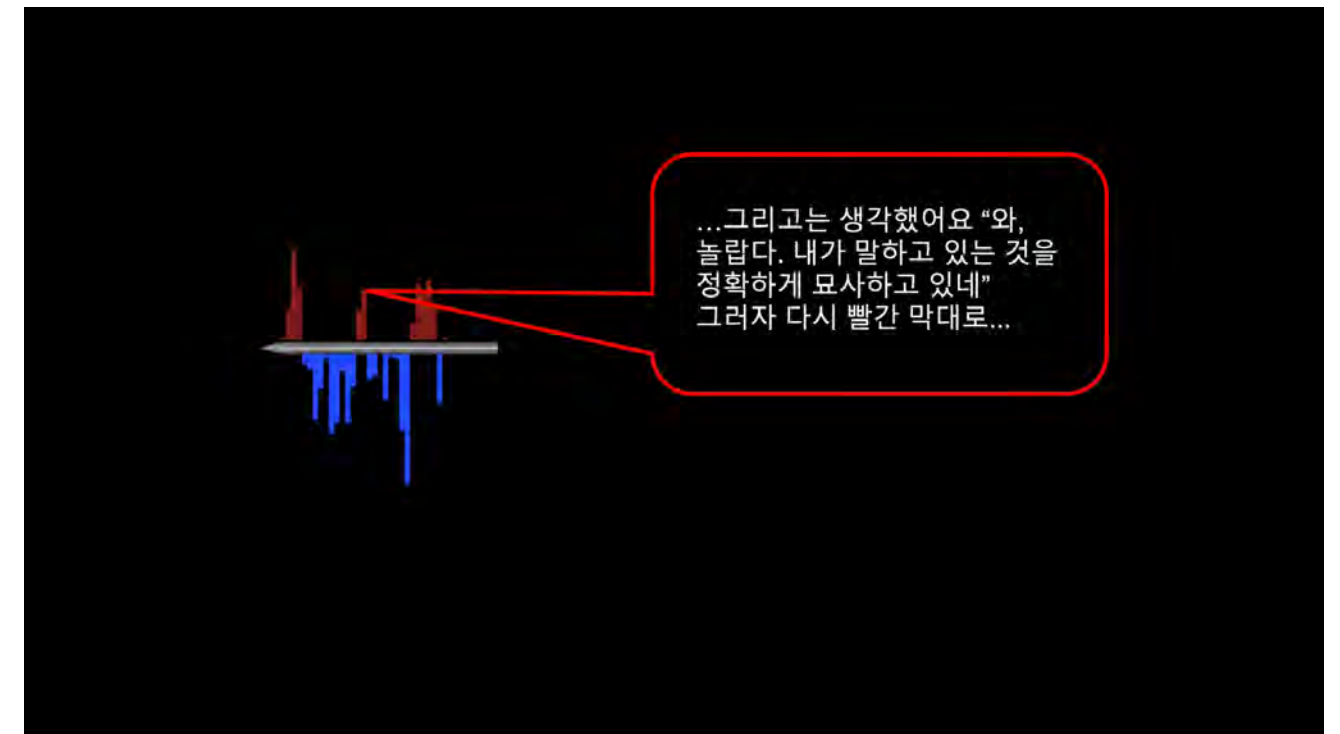 …그리고는 생각했어요 “와,
놀랍다. 내가 말하고 있는 것을
정확하게 묘사하고 있네”
그러자 다시 빨간 막대로...